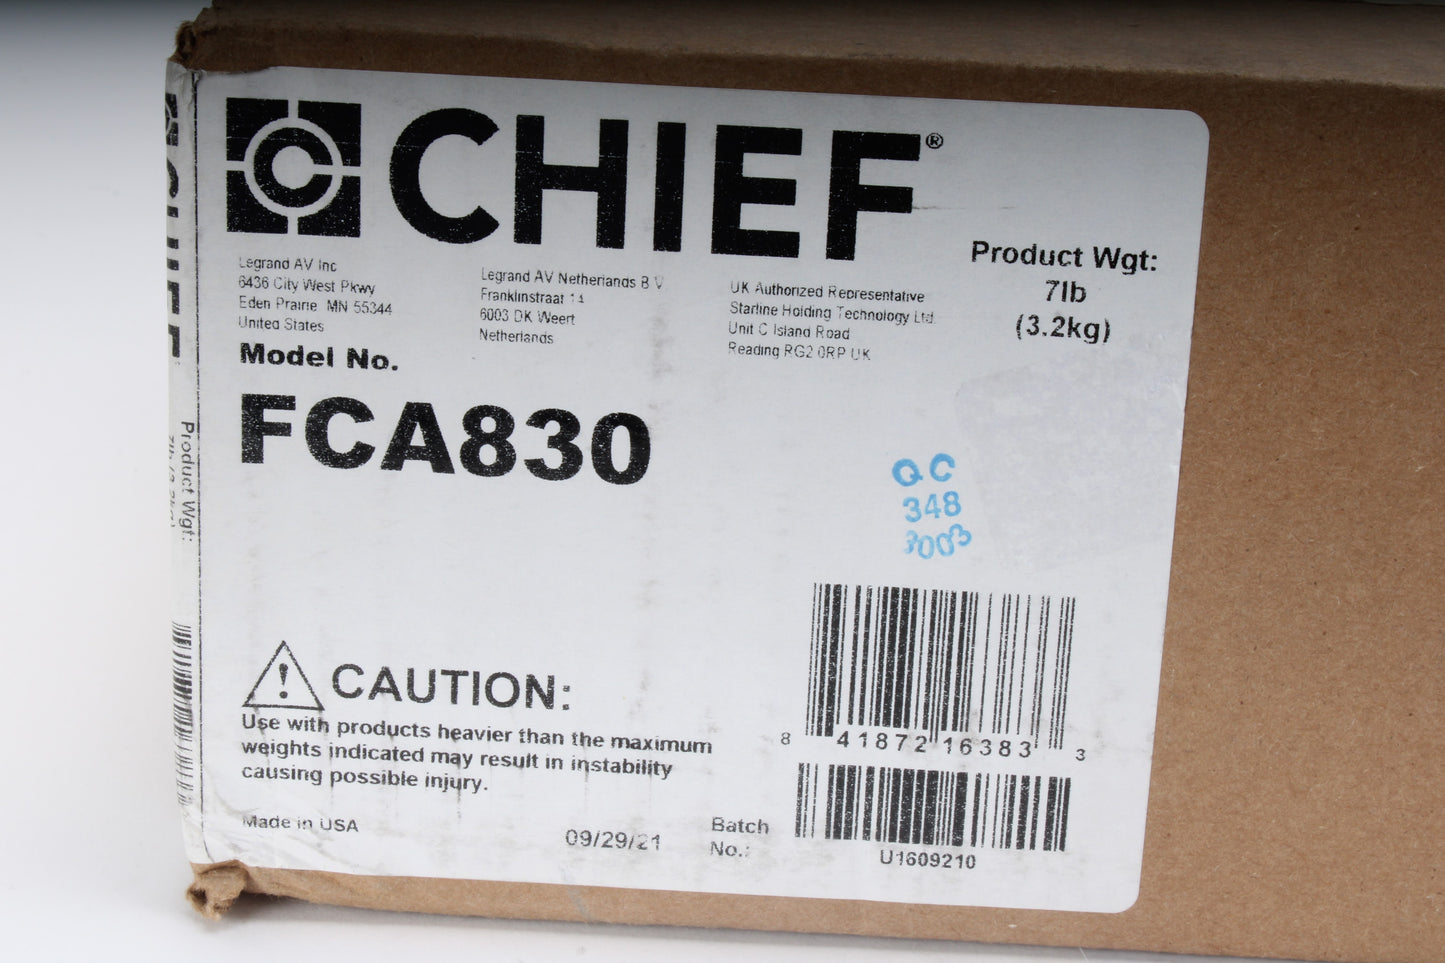 CHIEF®
Product Wgt:
7lb
(3.2kg)
Legrand AV Inc
6436 City West Pkwy
Eden Prairie MN 55344
United States
Legrand AV Netherlands B V
Franklinstraat 14
6003 DK Weert
Netherlands
UK Authorized Representative
Starline Holding Technology Ltd
Unit C Island Road
Reading RG2 0RP UK
Model No.
FCA830
QC
348
003
CAUTION:
Use with products heavier than the maximum
weights indicated may result in instability
causing possible injury.
8 41872 16383 3
Made in USA
09/29/21
Batch
No.:
U1609210
Product Wgt: